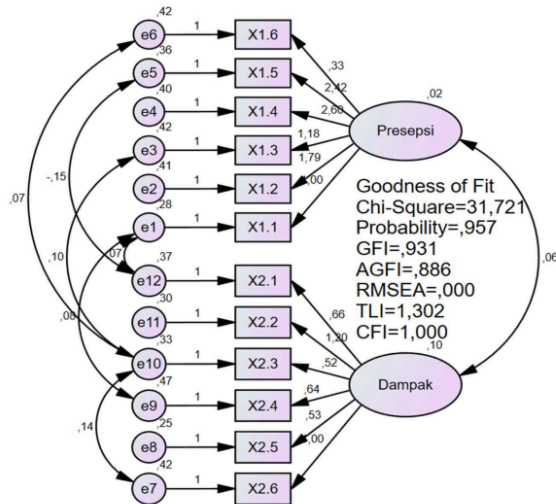 ,42
e6 1 X1.6
,36
e5 1 X1.5
,40
e4 1 X1.4
,42
e3 1 X1.3
,41
e2 1 X1.2
,28
e1 1 X1.1
,37
e12 1 X2.1
,30
e11 1 X2.2
,33
e10 1 X2.3
,47
e9 1 X2.4
,25
e8 1 X2.5
,42
e7 1 X2.6
,33
2,42
2,60
1,18
1,79
,00
,02
Presepsi
Goodness of Fit
Chi-Square=31,721
Probability=,957
GFI=,931
AGFI=,886
RMSEA=,000
TLI=1,302
CFI=1,000
,06
,66
1,20
,52
,64
,53
,00
,10
Dampak
,07
-,15
,10
,07
,08
,14